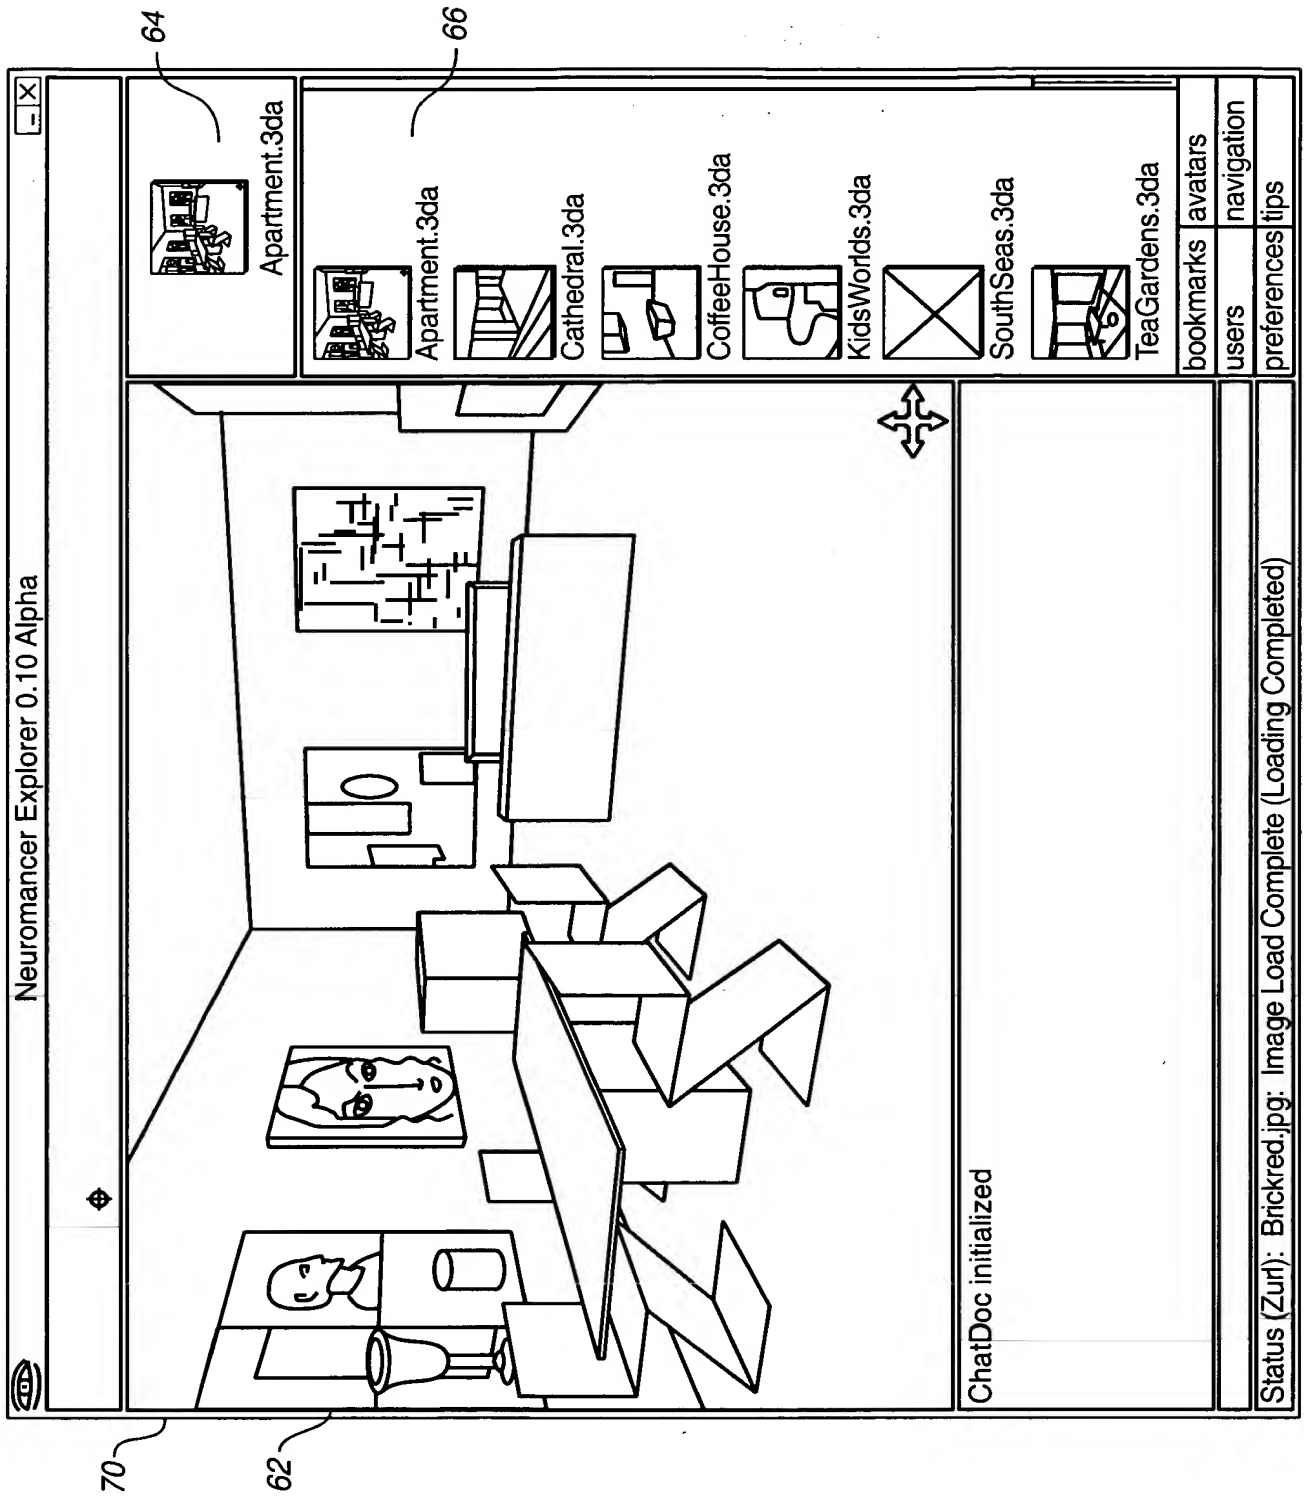 Neuromancer Explorer 0.10 Alpha
64
Apartment.3da
66
Apartment.3da
Cathedral.3da
CoffeeHouse.3da
KidsWorlds.3da
SouthSeas.3da
TeaGardens.3da
bookmarks avatars
users navigation
preferences tips
70
62
ChatDoc initialized
Status (Zurl): Brickred.jpg: Image Load Complete (Loading Completed)